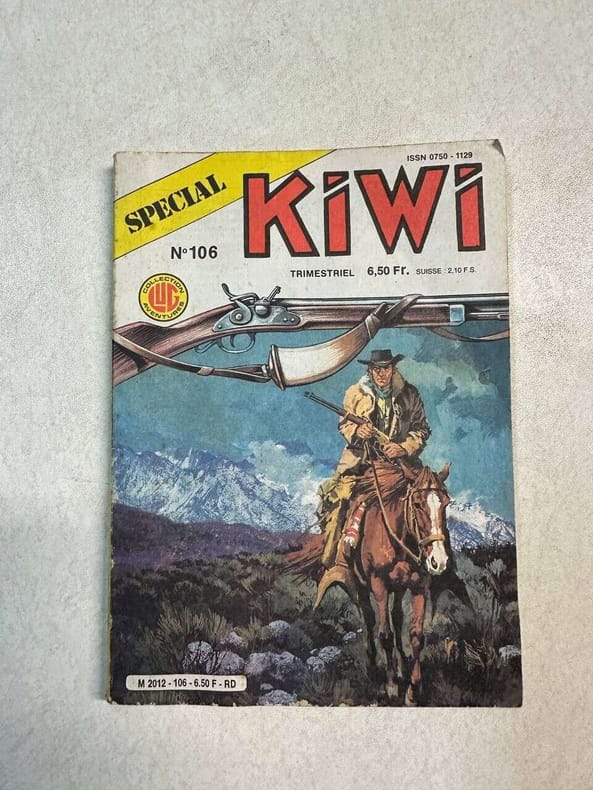 ISSN 0750 - 1129
SPECIAL
KiWi
N° 106
TRIMESTRIEL 6,50 Fr. SUISSE : 2,10 F.S.
COLLECTION
LUG
AVENTURES
M 2012 - 106 - 6.50 F - RD